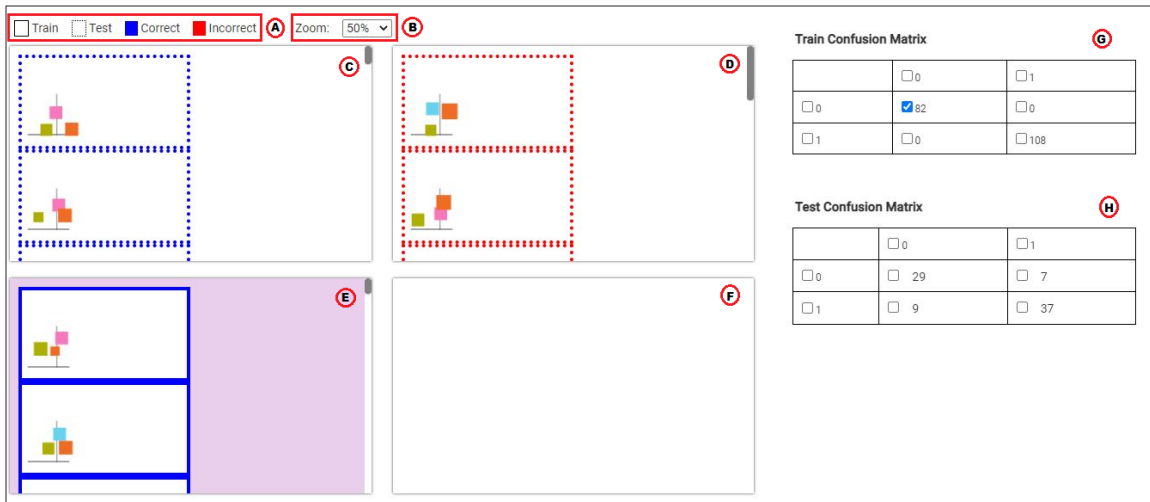 Train Test Correct Incorrect A Zoom: 50% B
C
D
E
F
Train Confusion Matrix G
0 1
0 82 0
1 0 108
Test Confusion Matrix H
0 1
0 29 7
1 9 37